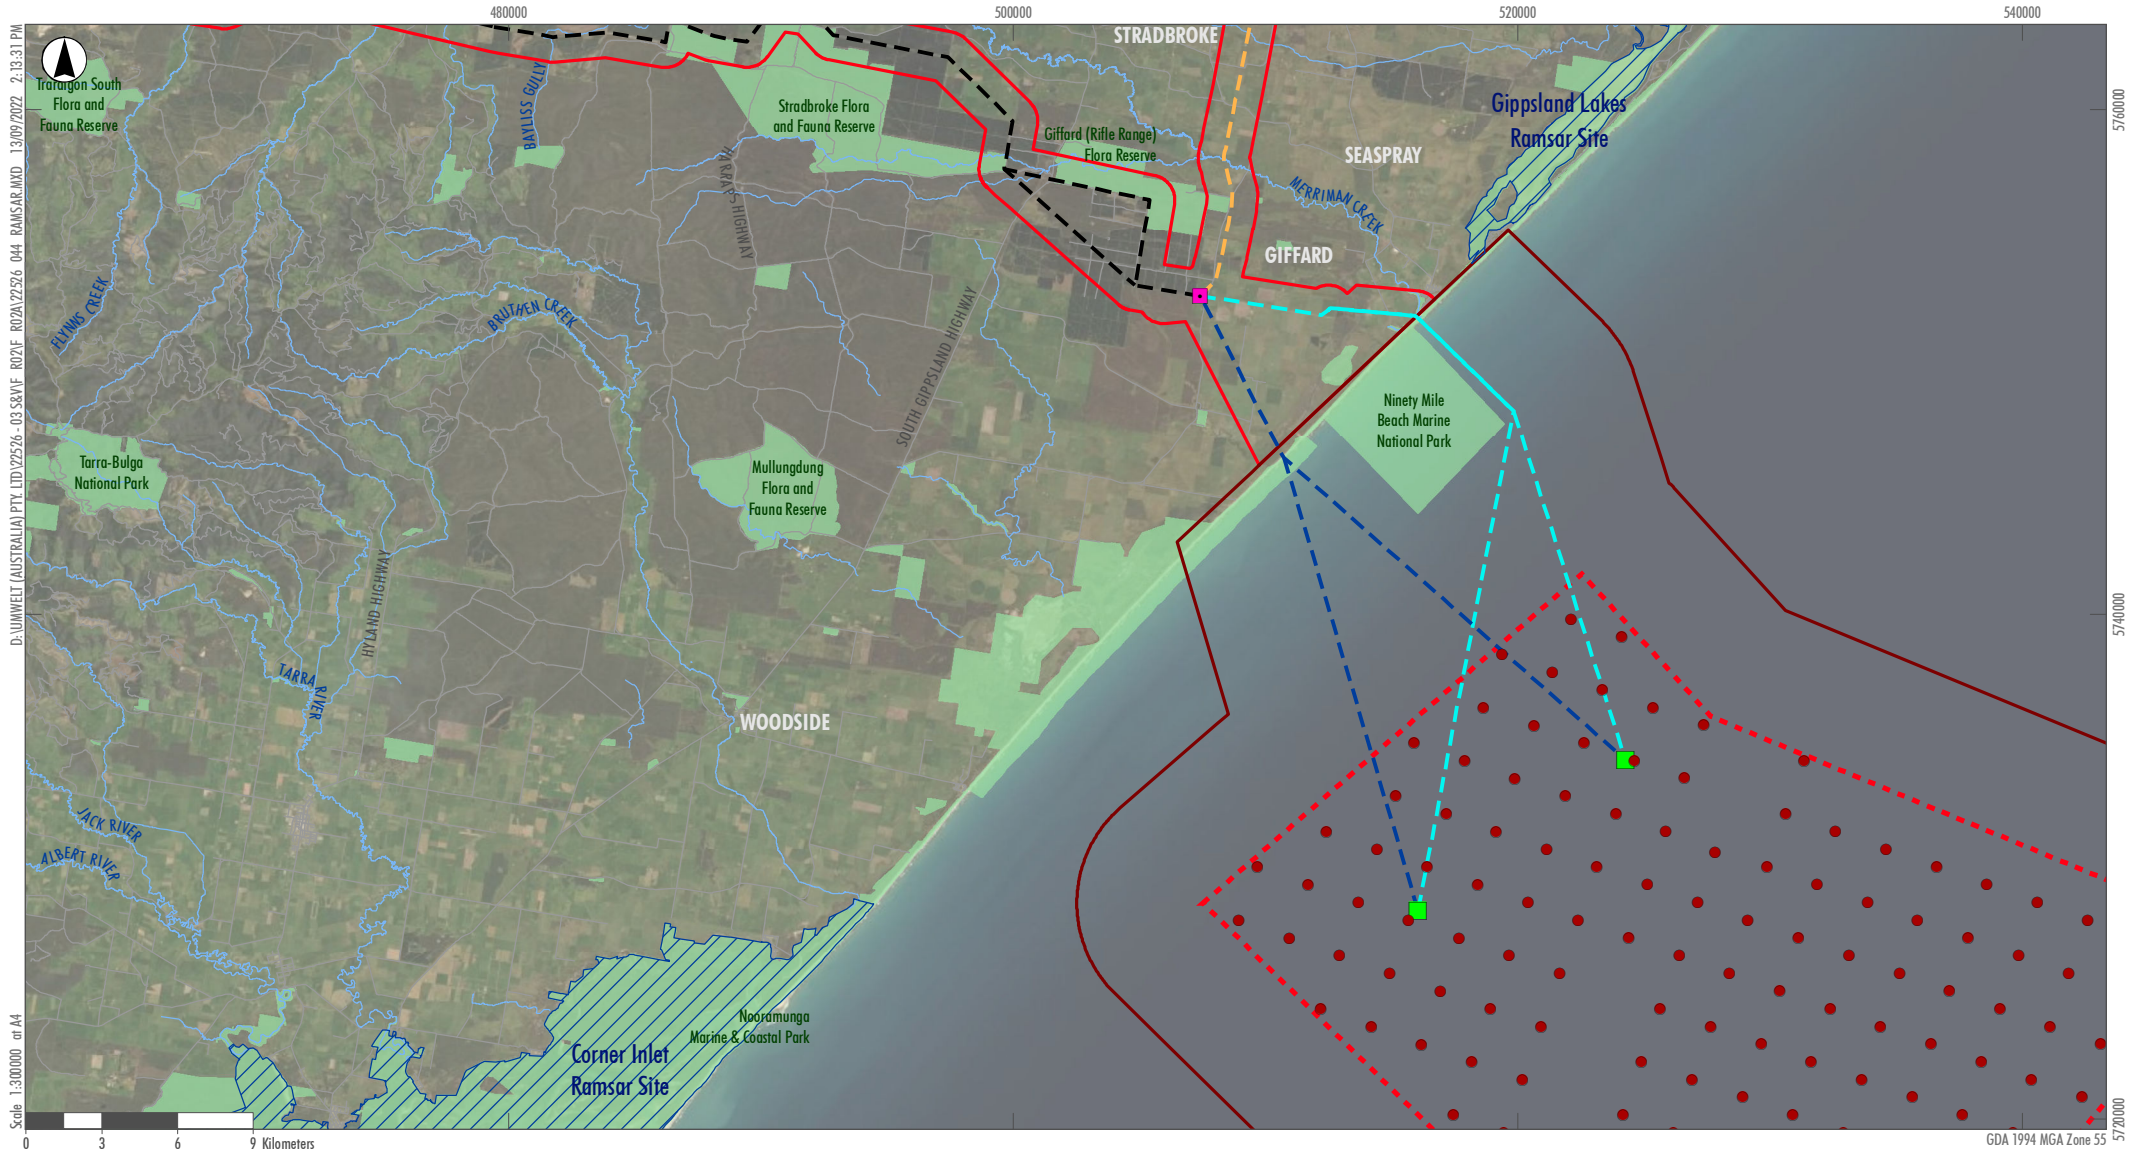 480000
500000
520000
540000
STRADBROKE
Traralgon South
Flora and
Fauna Reserve
BAYLISS GULLY
Stradbroke Flora
and Fauna Reserve
Gippsland Lakes
Ramsar Site
5760000
Giffard (Rifle Range)
Flora Reserve
SEASPRAY
HARRAPS HIGHWAY
MERRIMAN CREEK
GIFFARD
FLYNNS CREEK
BRUTHEN CREEK
SOUTH GIPPSLAND HIGHWAY
Ninety Mile
Beach Marine
National Park
Tarra-Bulga
National Park
Mullungdung
Flora and
Fauna Reserve
HYLAND HIGHWAY
5740000
TARRA RIVER
WOODSIDE
JACK RIVER
ALBERT RIVER
Nooramunga
Marine & Coastal Park
Corner Inlet
Ramsar Site
5720000
0 3 6 9 Kilometers
GDA 1994 MGA Zone 55
Scale 1:300000 at A4
D:\UMWELT (AUSTRALIA) PTY. LTD\22526 - 03 S&V\F R02\F R02A\22526 044 RAMSAR.MXD 13/09/2022 2:13:31 PM